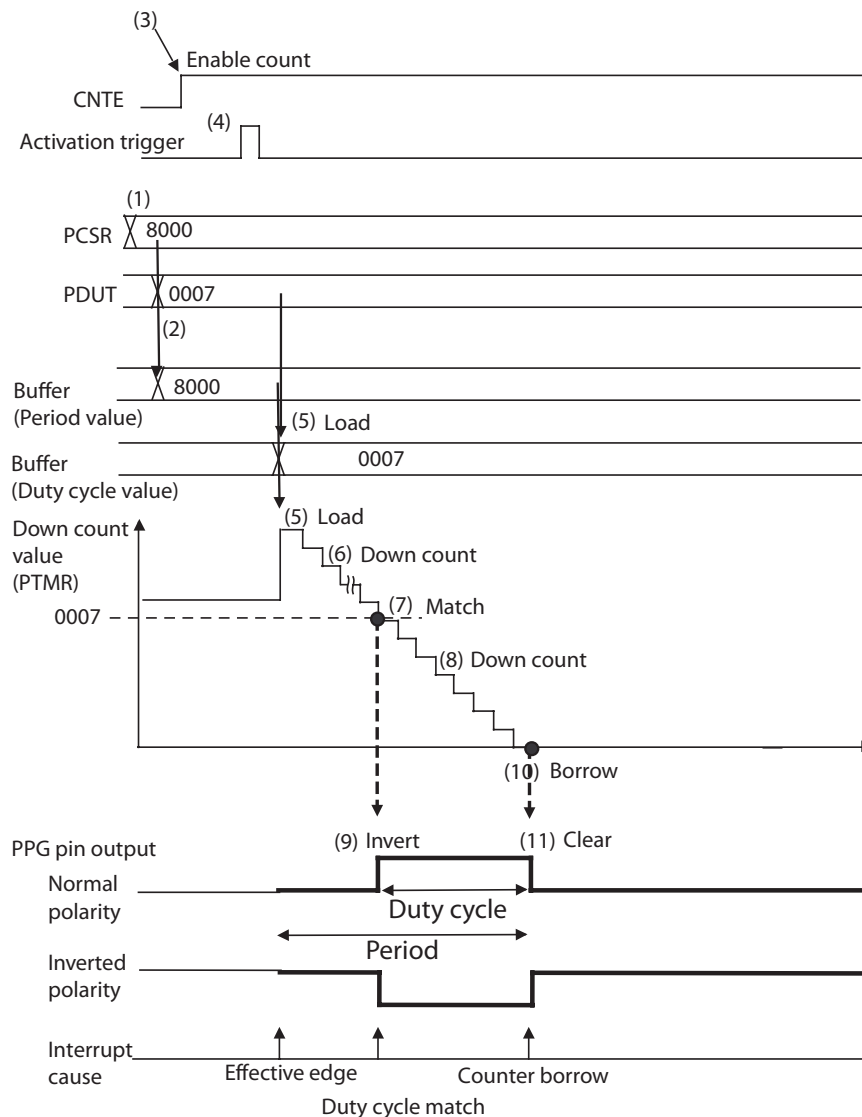 (3)
Enable count
CNTE
(4)
Activation trigger
(1)
8000
PCSR
PDUT
0007
(2)
Buffer
(Period value)
8000
(5) Load
Buffer
(Duty cycle value)
0007
Down count
value
(PTMR)
(5) Load
(6) Down count
0007
(7) Match
(8) Down count
(10) Borrow
(9) Invert
(11) Clear
PPG pin output
Normal
polarity
Duty cycle
Period
Inverted
polarity
Interrupt
cause
Effective edge
Counter borrow
Duty cycle match